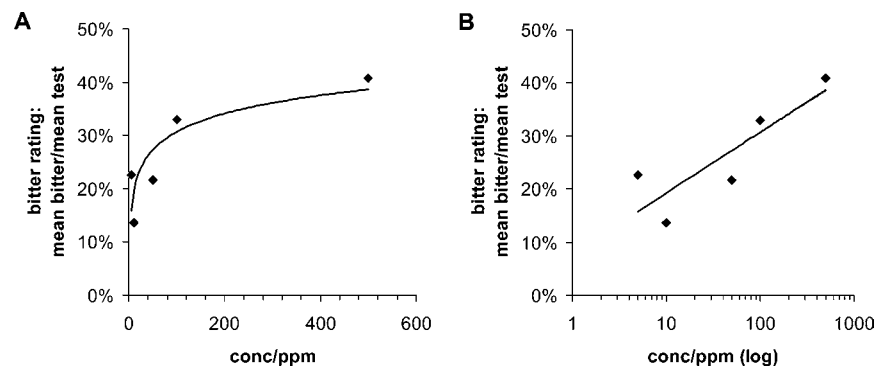 A
bitter rating:
mean bitter/mean test
50%
40%
30%
20%
10%
0%
0
200
400
600
conc/ppm
B
bitter rating:
mean bitter/mean test
50%
40%
30%
20%
10%
0%
1
10
100
1000
conc/ppm (log)